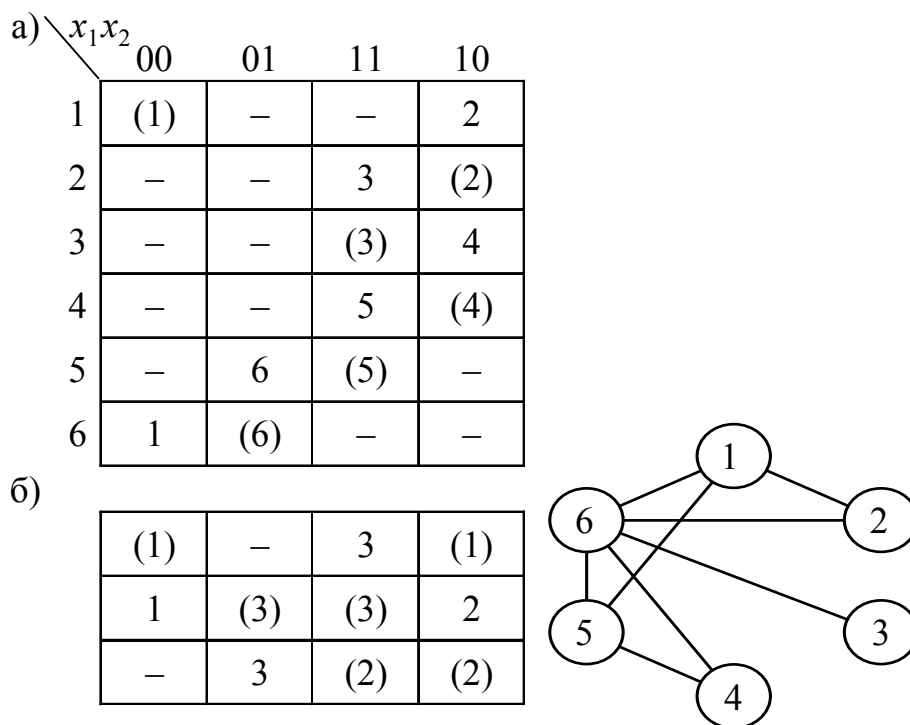 а) x₁x₂
00 01 11 10
1 (1) – – 2
2 – – 3 (2)
3 – – (3) 4
4 – – 5 (4)
5 – 6 (5) –
6 1 (6) – –
б)
(1) – 3 (1)
1 (3) (3) 2
– 3 (2) (2)
1
6 2
5 3
4